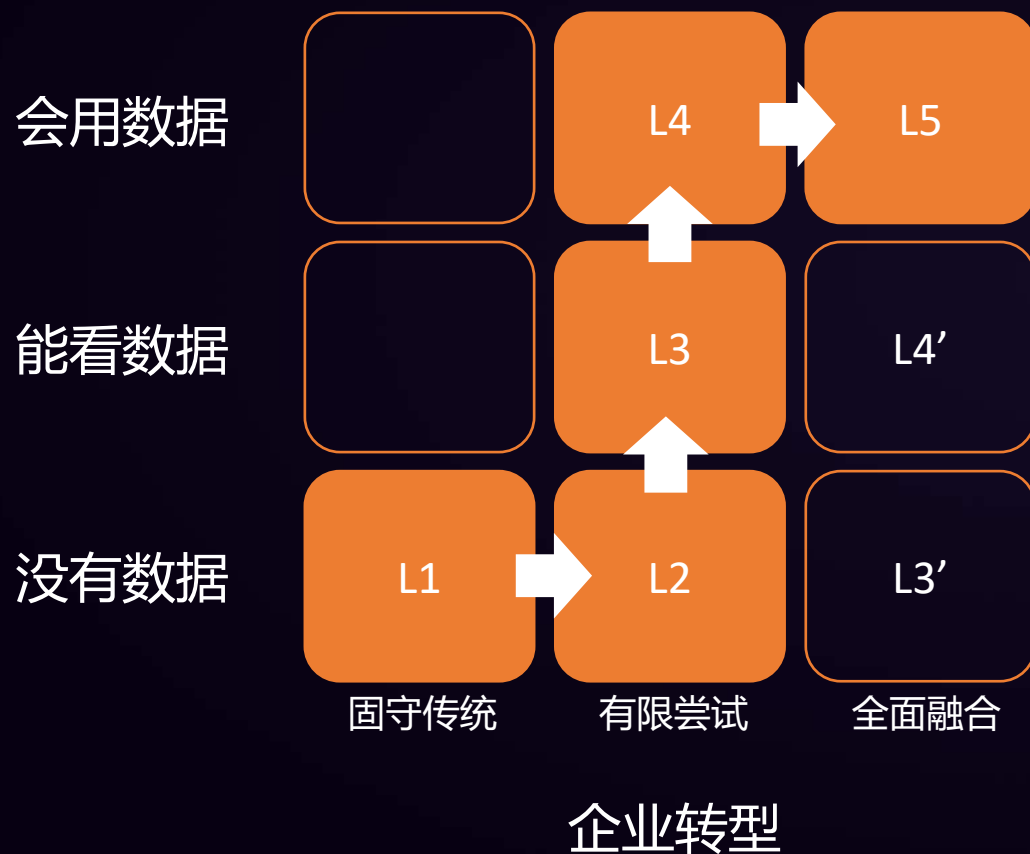 会用数据
L4
L5
能看数据
L3
L4’
没有数据
L1
L2
L3’
固守传统
有限尝试
全面融合
企业转型